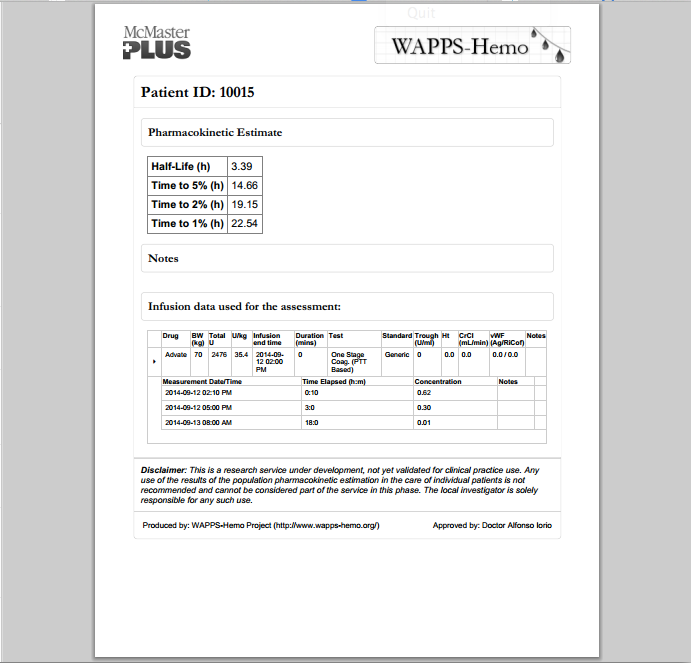 Quit
McMaster
PLUS
WAPPS-Hemo
Patient ID: 10015
Pharmacokinetic Estimate
Half-Life (h) 3.39
Time to 5% (h) 14.66
Time to 2% (h) 19.15
Time to 1% (h) 22.54
Notes
Infusion data used for the assessment:
Drug BW (kg) Total U U/kg Infusion end time Duration (mins) Test Standard Trough (U/ml) Ht CrCl (mL/min) vWF (Ag/RiCof) Notes
Advate 70 2476 35.4 2014-09-12 02:00 PM 0 One Stage Coag. (PTT Based) Generic 0 0.0 0.0 0.0 / 0.0
Measurement Date/Time Time Elapsed (h:m) Concentration Notes
2014-09-12 02:10 PM 0:10 0.62
2014-09-12 05:00 PM 3:0 0.30
2014-09-13 08:00 AM 18:0 0.01
Disclaimer: This is a research service under development, not yet validated for clinical practice use. Any
use of the results of the population pharmacokinetic estimation in the care of individual patients is not
recommended and cannot be considered part of the service in this phase. The local investigator is solely
responsible for any such use.
Produced by: WAPPS-Hemo Project (http://www.wapps-hemo.org/) Approved by: Doctor Alfonso Iorio